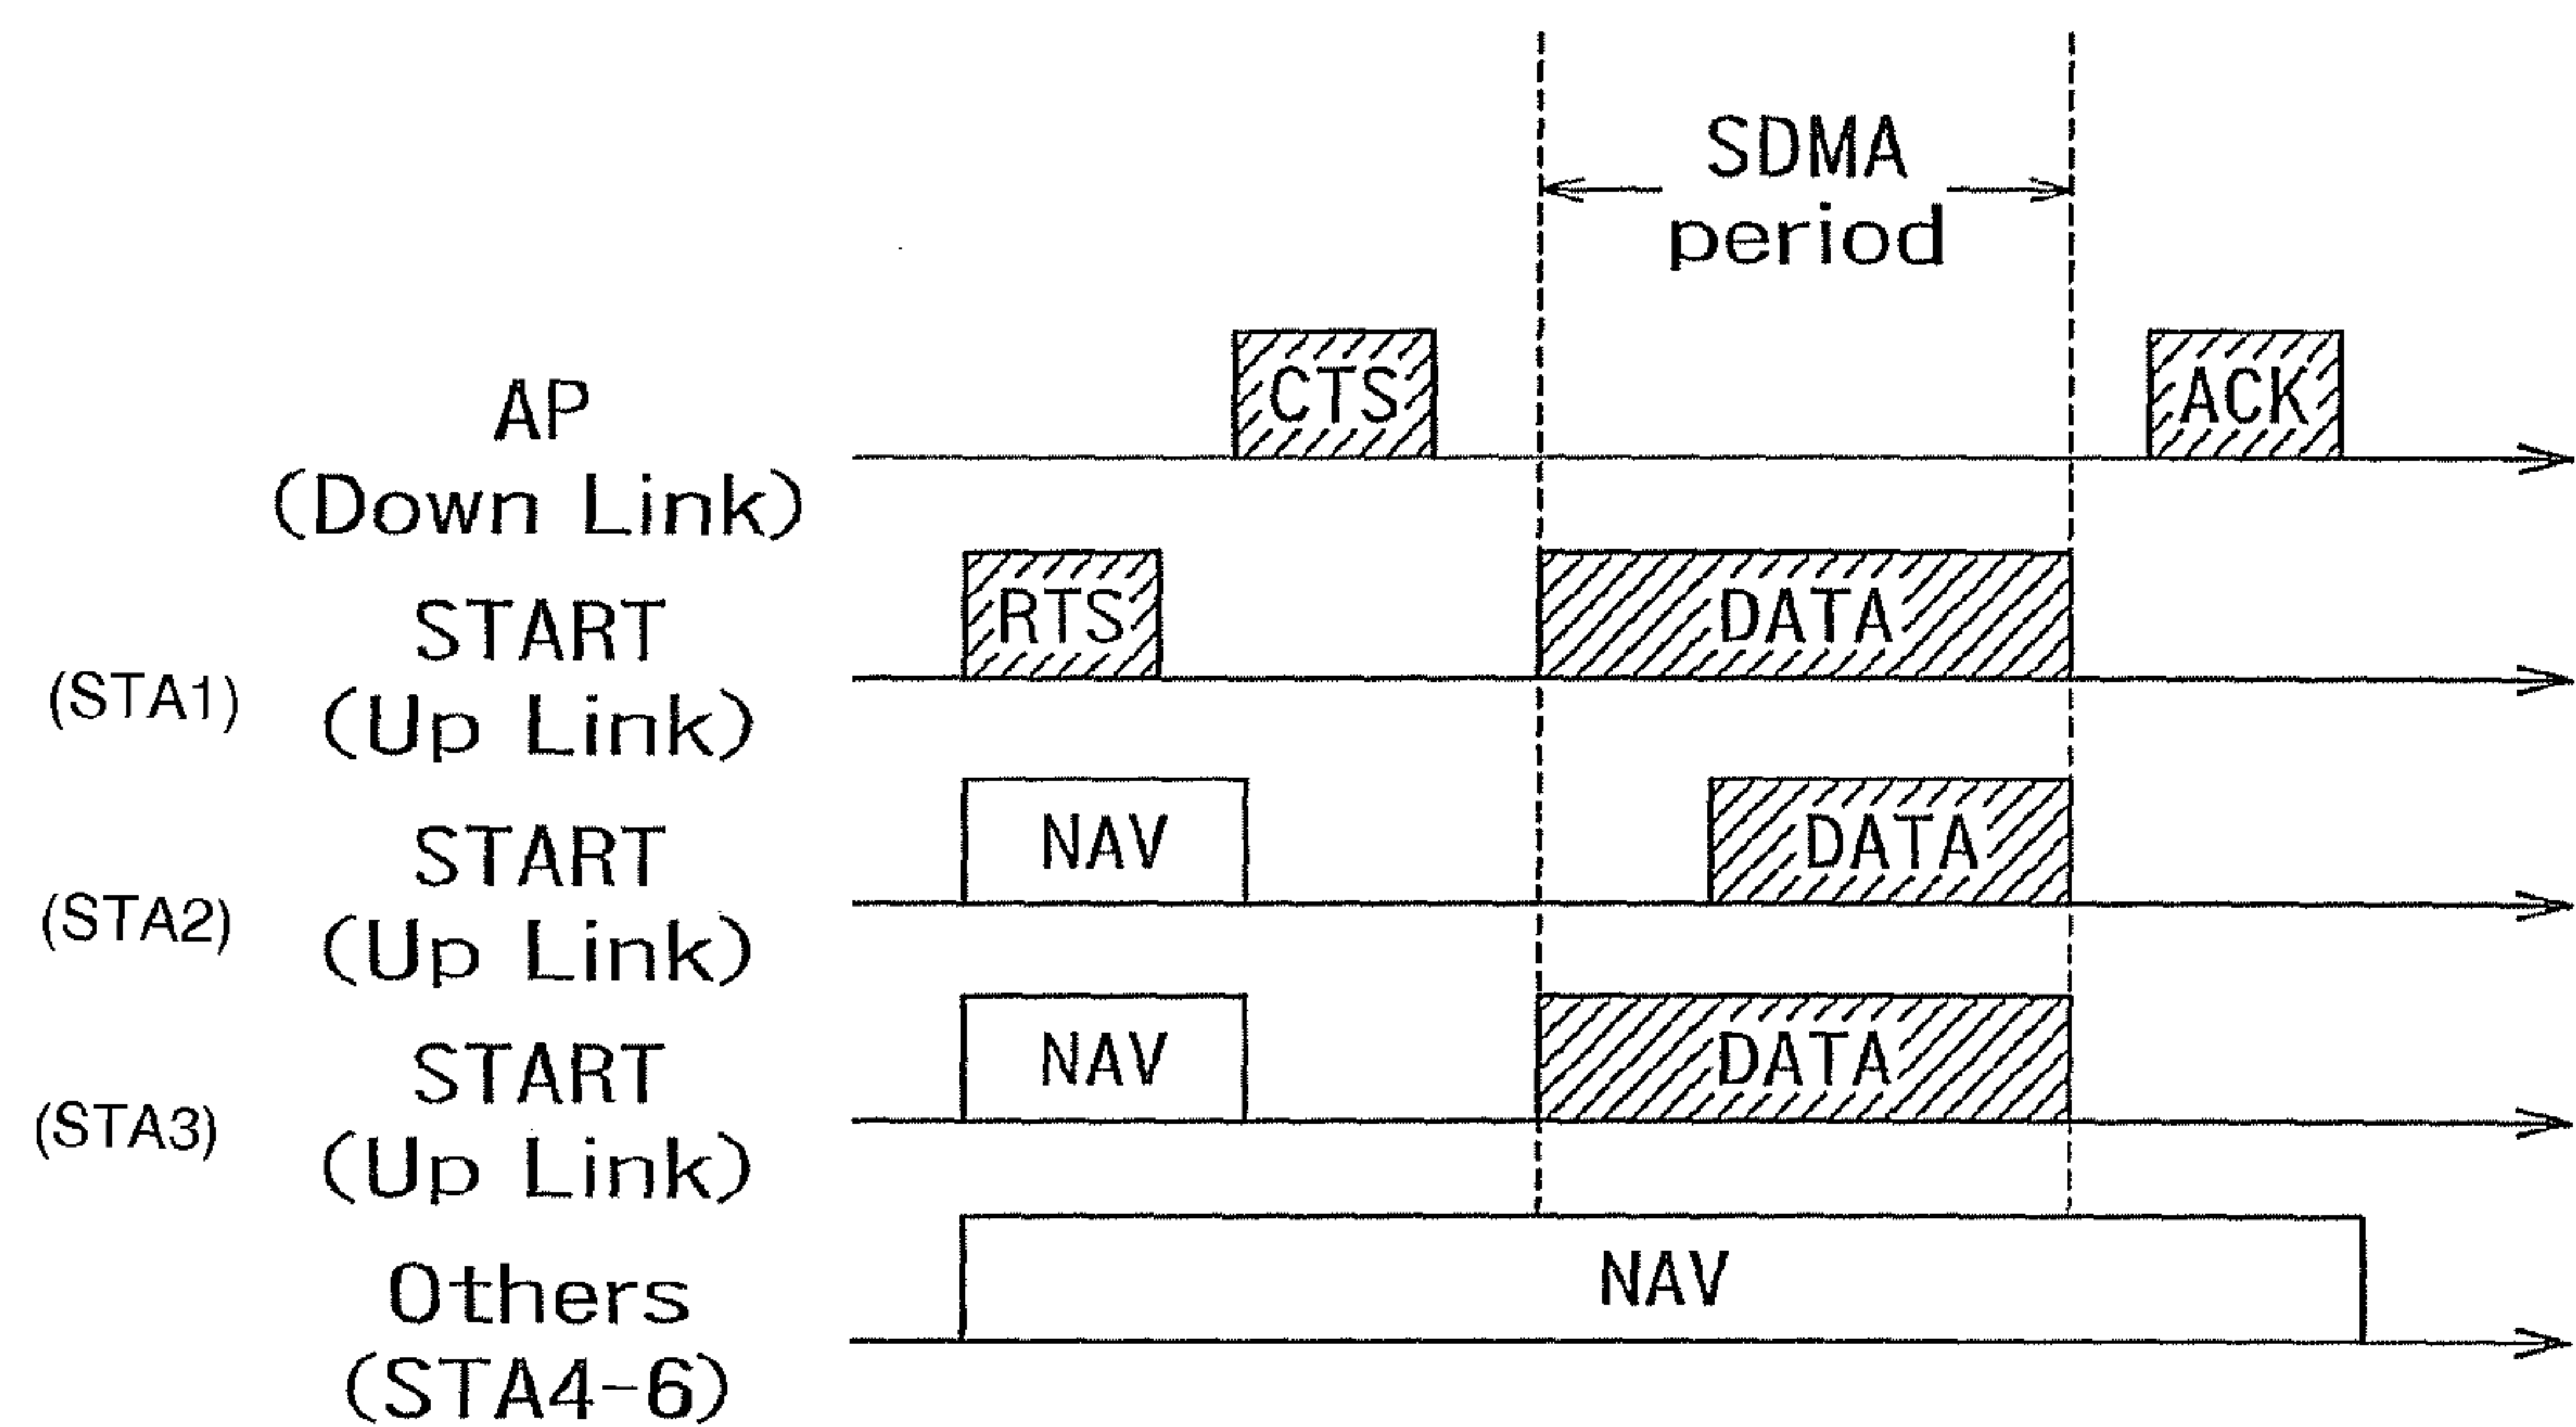 SDMA
period
CTS
ACK
AP
(Down Link)
RTS
DATA
START
(STA1)
(Up Link)
NAV
DATA
START
(STA2)
(Up Link)
NAV
DATA
START
(STA3)
(Up Link)
NAV
Others
(STA4-6)